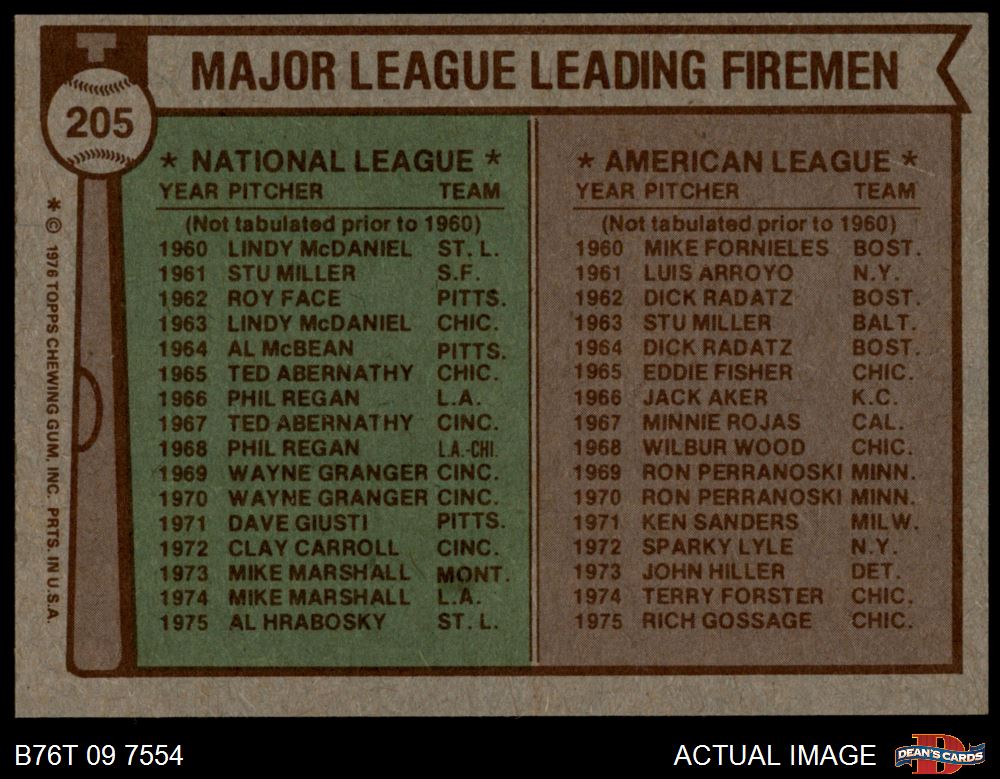 MAJOR LEAGUE LEADING FIREMEN
205
* NATIONAL LEAGUE *
YEAR PITCHER TEAM
(Not tabulated prior to 1960)
1960 LINDY McDANIEL ST. L.
1961 STU MILLER S.F.
1962 ROY FACE PITTS.
1963 LINDY McDANIEL CHIC.
1964 AL McBEAN PITTS.
1965 TED ABERNATHY CHIC.
1966 PHIL REGAN L.A.
1967 TED ABERNATHY CINC.
1968 PHIL REGAN L.A.-CHI.
1969 WAYNE GRANGER CINC.
1970 WAYNE GRANGER CINC.
1971 DAVE GIUSTI PITTS.
1972 CLAY CARROLL CINC.
1973 MIKE MARSHALL MONT.
1974 MIKE MARSHALL L.A.
1975 AL HRABOSKY ST. L.
* AMERICAN LEAGUE *
YEAR PITCHER TEAM
(Not tabulated prior to 1960)
1960 MIKE FORNIELES BOST.
1961 LUIS ARROYO N.Y.
1962 DICK RADATZ BOST.
1963 STU MILLER BALT.
1964 DICK RADATZ BOST.
1965 EDDIE FISHER CHIC.
1966 JACK AKER K.C.
1967 MINNIE ROJAS CAL.
1968 WILBUR WOOD CHIC.
1969 RON PERRANOSKI MINN.
1970 RON PERRANOSKI MINN.
1971 KEN SANDERS MILW.
1972 SPARKY LYLE N.Y.
1973 JOHN HILLER DET.
1974 TERRY FORSTER CHIC.
1975 RICH GOSSAGE CHIC.
* © 1976 TOPPS CHEWING GUM, INC. PRTS. IN U.S.A.
B76T 09 7554
ACTUAL IMAGE
DEAN'S CARDS